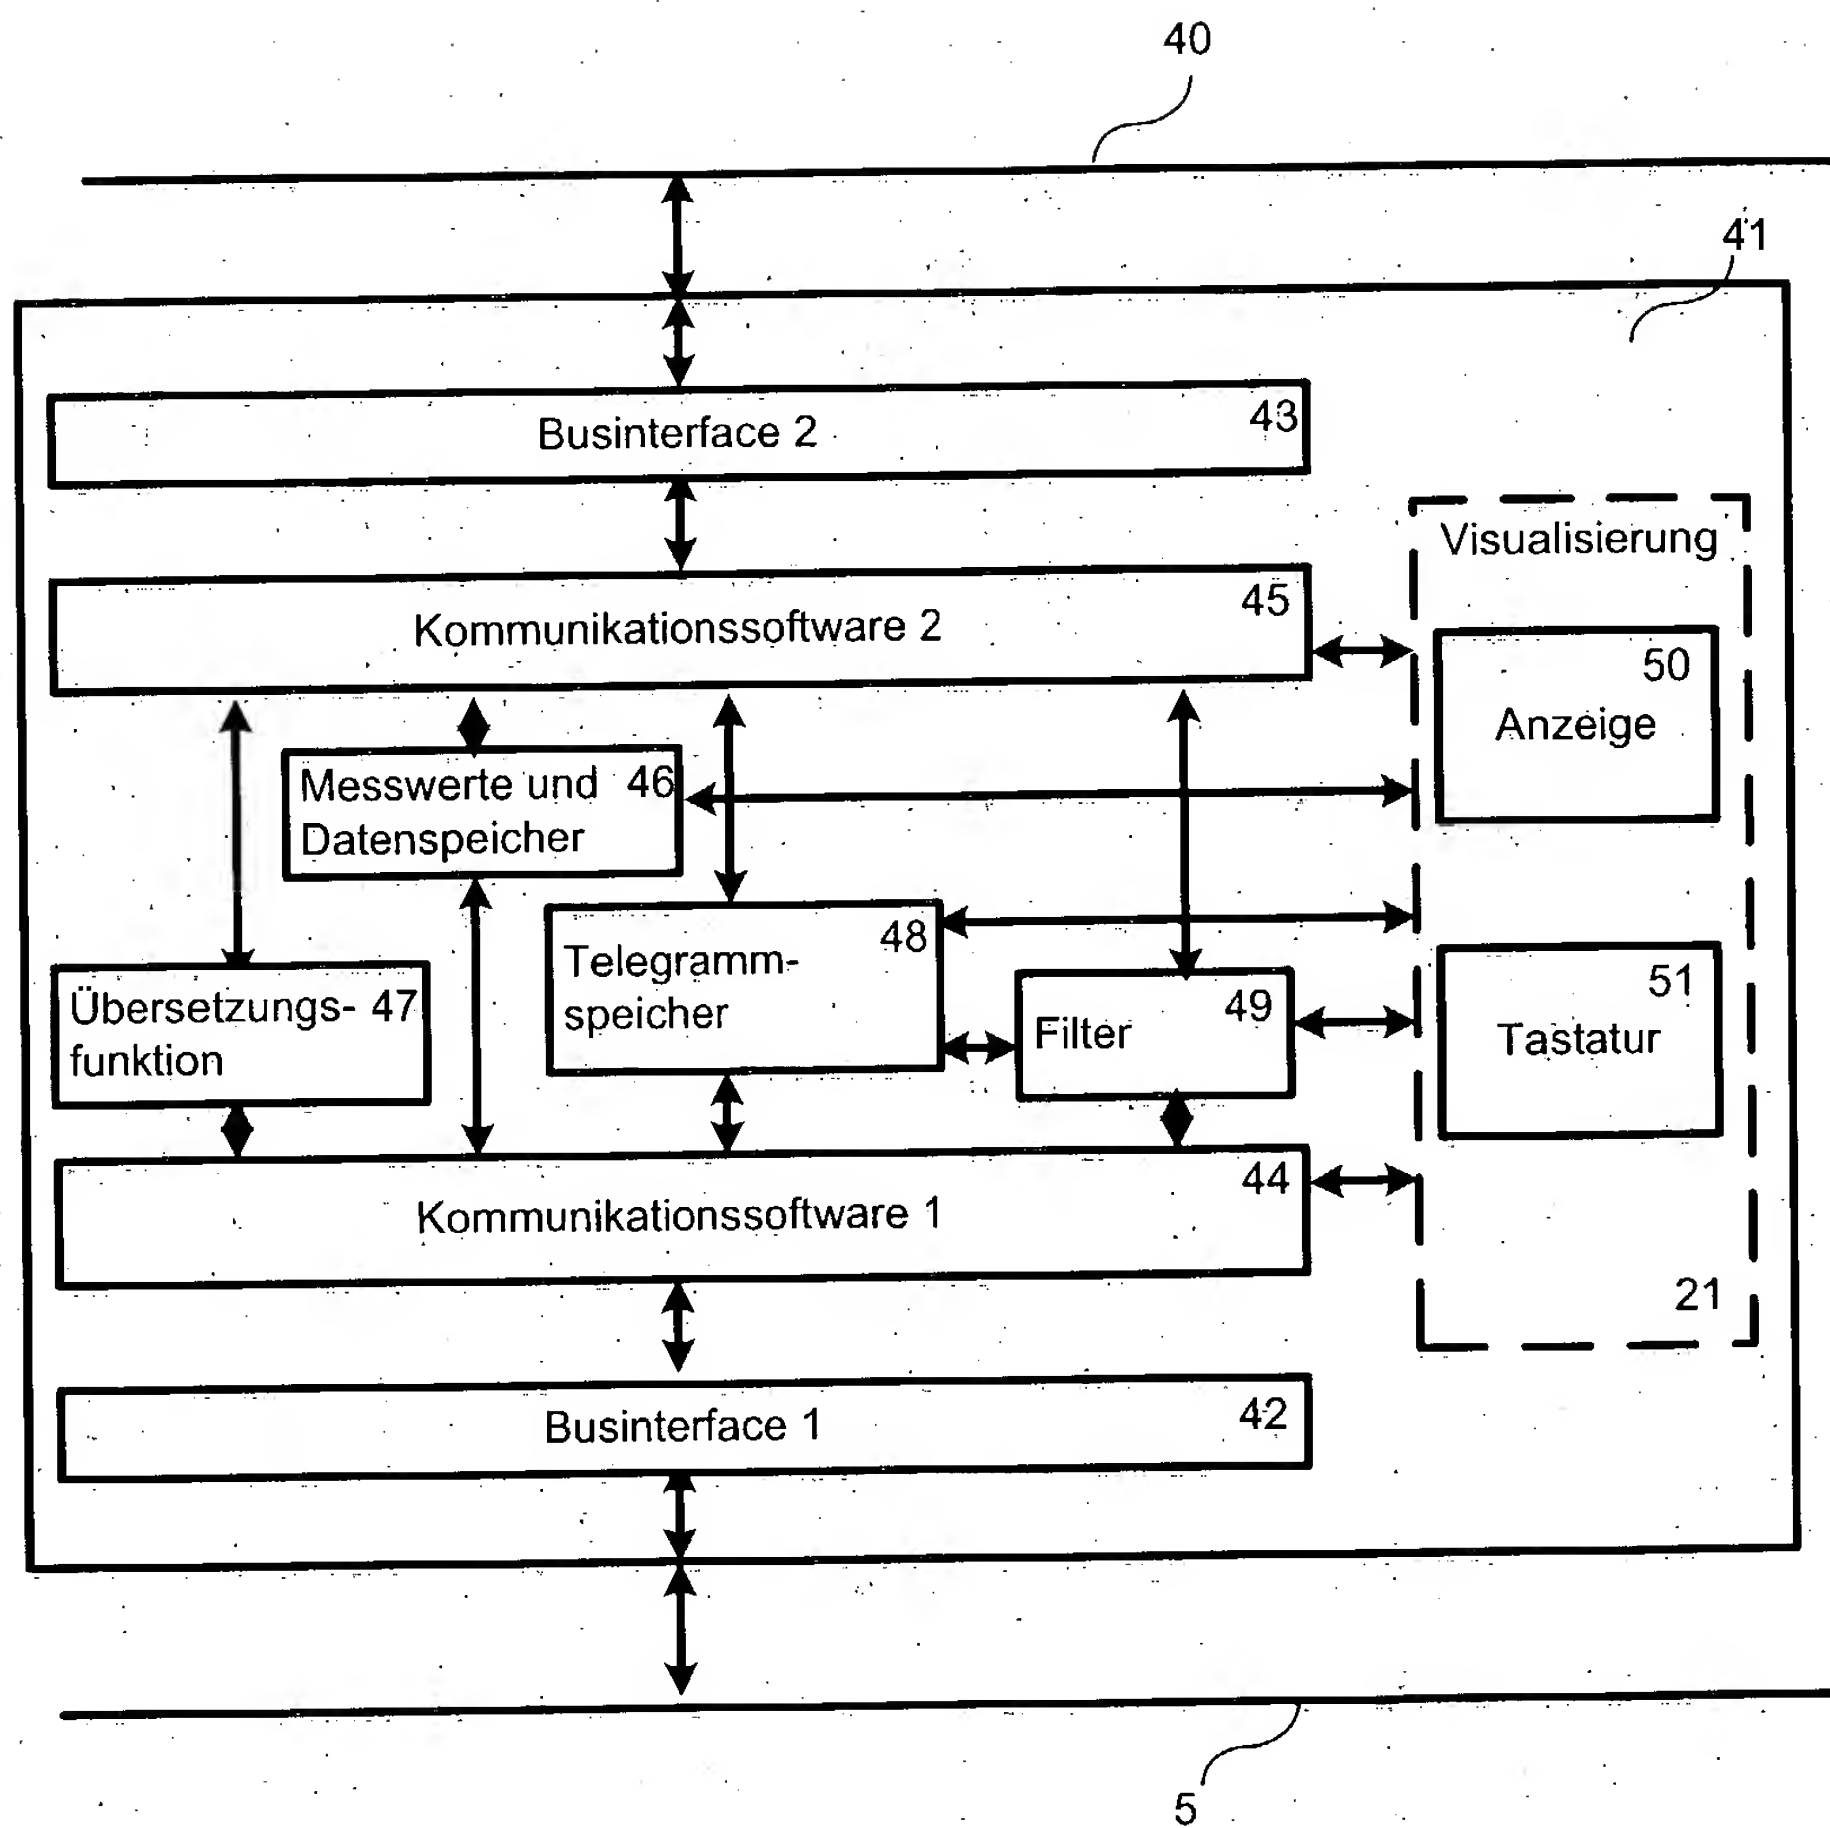 40
41
Businterface 2
43
Visualisierung
Kommunikationssoftware 2
45
50
Anzeige
Messwerte und 46
Datenspeicher
48
Telegramm-
speicher
51
Tastatur
Übersetzungs- 47
funktion
49
Filter
Kommunikationssoftware 1
44
21
Businterface 1
42
5